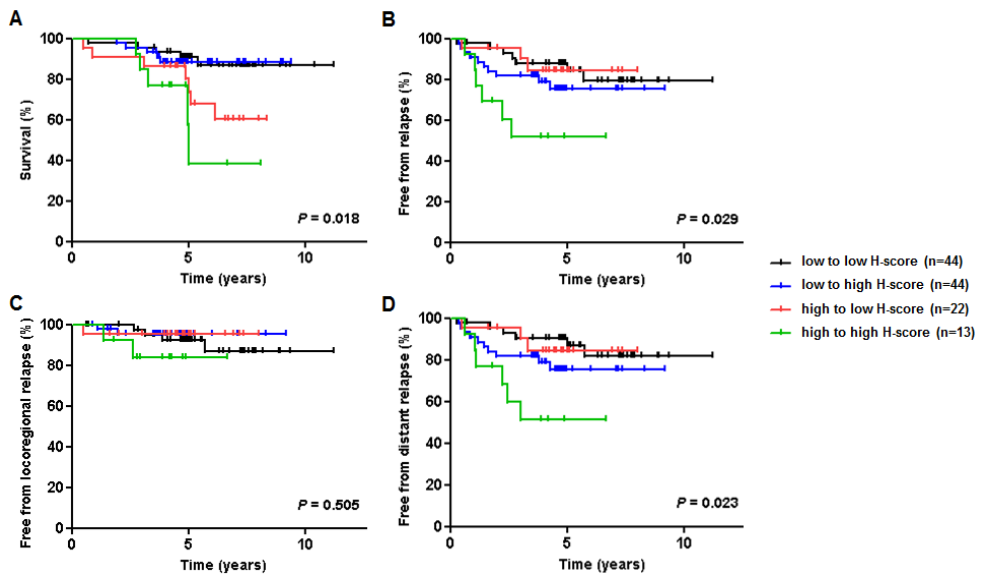 A
Survival (%)
100
80
60
40
20
0
0 5 10
Time (years)
P = 0.018
B
Free from relapse (%)
100
80
60
40
20
0
0 5 10
Time (years)
P = 0.029
C
Free from locoregional relapse (%)
100
80
60
40
20
0
0 5 10
Time (years)
P = 0.505
D
Free from distant relapse (%)
100
80
60
40
20
0
0 5 10
Time (years)
P = 0.023
low to low H-score (n=44)
low to high H-score (n=44)
high to low H-score (n=22)
high to high H-score (n=13)